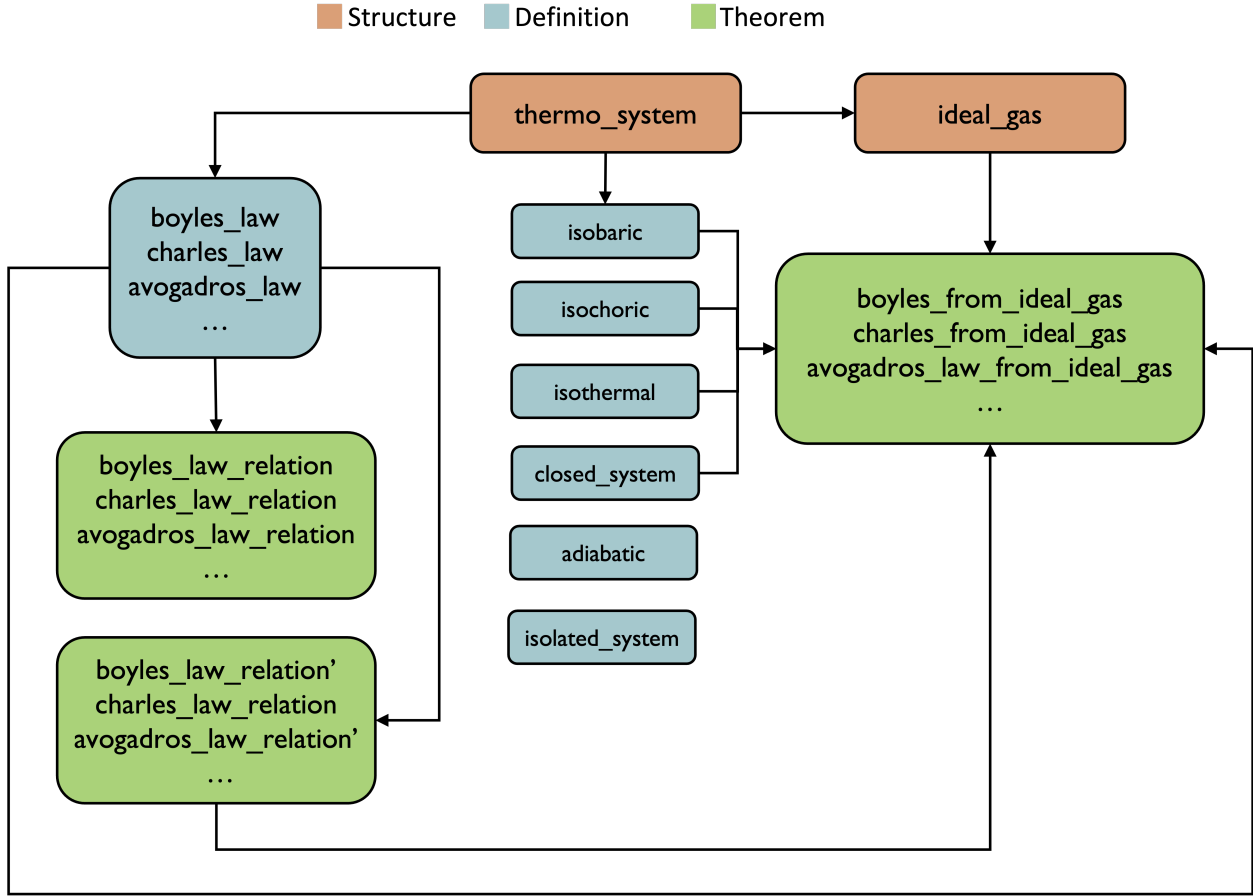 Structure Definition Theorem
thermo_system
ideal_gas
boyles_law
charles_law
avogadros_law
...
isobaric
isochoric
isothermal
closed_system
adiabatic
isolated_system
boyles_from_ideal_gas
charles_from_ideal_gas
avogadros_law_from_ideal_gas
...
boyles_law_relation
charles_law_relation
avogadros_law_relation
...
boyles_law_relation’
charles_law_relation
avogadros_law_relation’
...